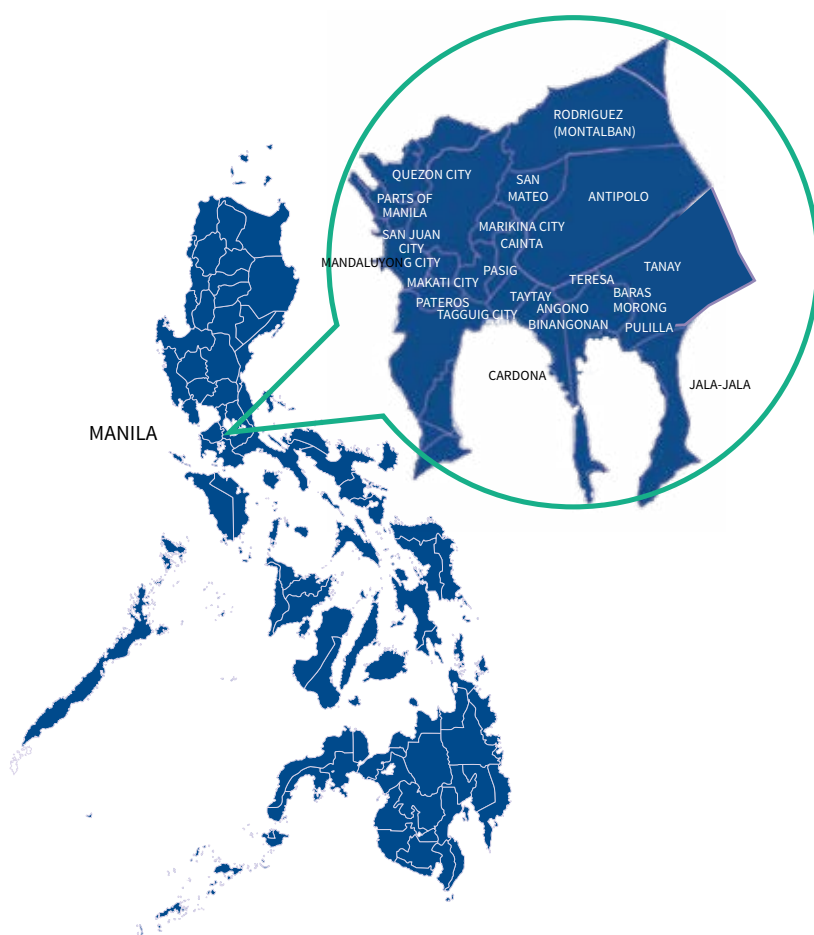 RODRIGUEZ
(MONTALBAN)
QUEZON CITY
SAN
MATEO
ANTIPOLO
PARTS OF
MANILA
MARIKINA CITY
SAN JUAN
CITY
CAINTA
MANDALUYONG CITY
PASIG
TANAY
MAKATI CITY
TERESA
PATEROS
TAYTAY
BARAS
TAGGUIG CITY
ANGONO
MORONG
BINANGONAN
PULILLA
CARDONA
JALA-JALA
MANILA